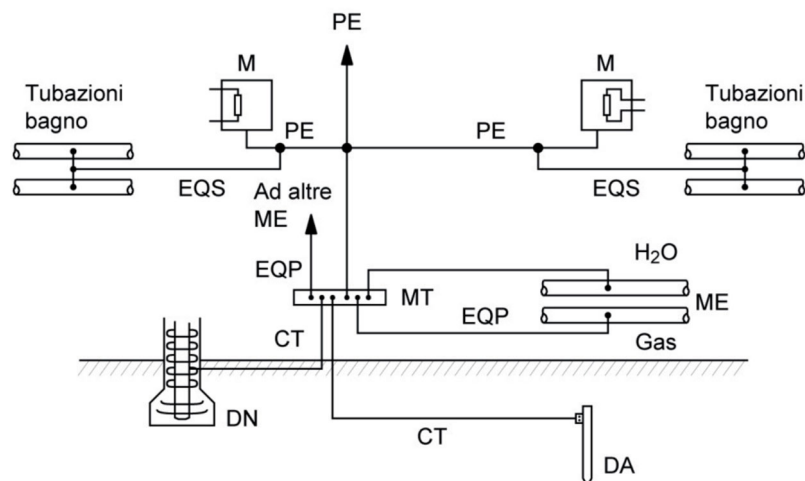 PE
M
M
Tubazioni
bagno
Tubazioni
bagno
PE
PE
EQS
EQS
Ad altre
ME
H₂O
EQP
MT
ME
EQP
Gas
CT
DN
CT
DA